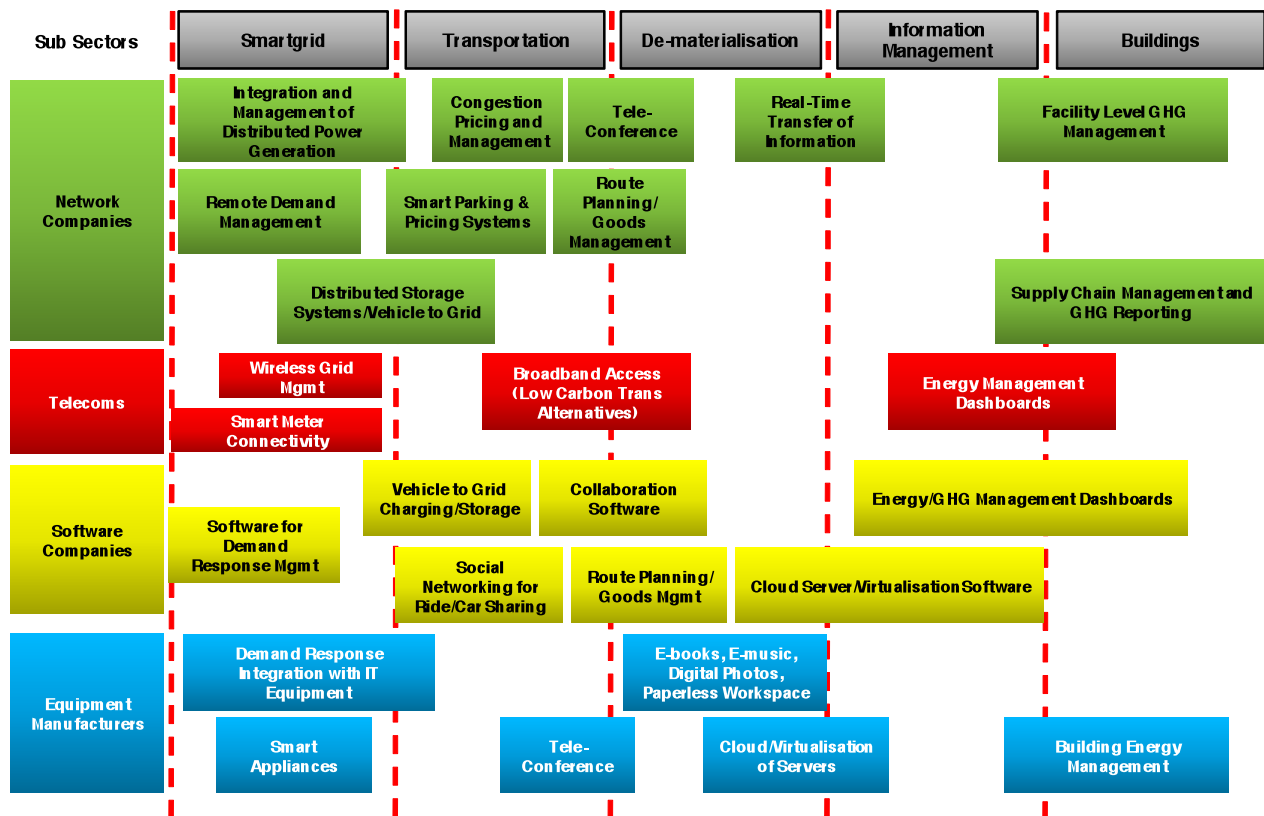 Sub Sectors
Smartgrid
Transportation
De-materialisation
Information
Management
Buildings
Network
Companies
Integration and
Management of
Distributed Power
Generation
Congestion
Pricing and
Management
Tele-
Conference
Real-Time
Transfer of
Information
Facility Level GHG
Management
Remote Demand
Management
Smart Parking &
Pricing Systems
Route
Planning/
Goods
Management
Distributed Storage
Systems/Vehicle to Grid
Supply Chain Management and
GHG Reporting
Telecoms
Wireless Grid
Mgmt
Smart Meter
Connectivity
Broadband Access
(Low Carbon Trans
Alternatives)
Energy Management
Dashboards
Software
Companies
Software for
Demand
Response Mgmt
Vehicle to Grid
Charging/Storage
Collaboration
Software
Energy/GHG Management Dashboards
Social
Networking for
Ride/Car Sharing
Route Planning/
Goods Mgmt
Cloud Server/Virtualisation Software
Equipment
Manufacturers
Demand Response
Integration with IT
Equipment
E-books, E-music,
Digital Photos,
Paperless Workspace
Smart
Appliances
Tele-
Conference
Cloud/Virtualisation
of Servers
Building Energy
Management